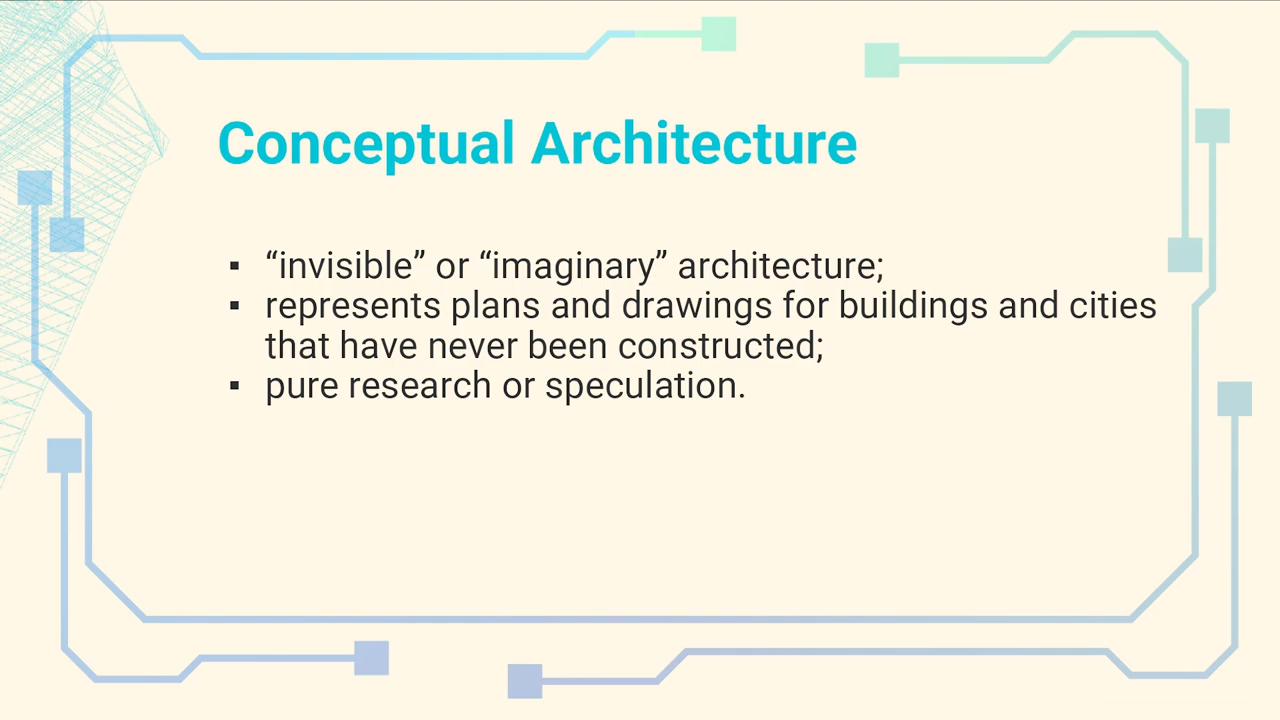 Conceptual Architecture
▪ “invisible” or “imaginary” architecture;
▪ represents plans and drawings for buildings and cities
that have never been constructed;
▪ pure research or speculation.